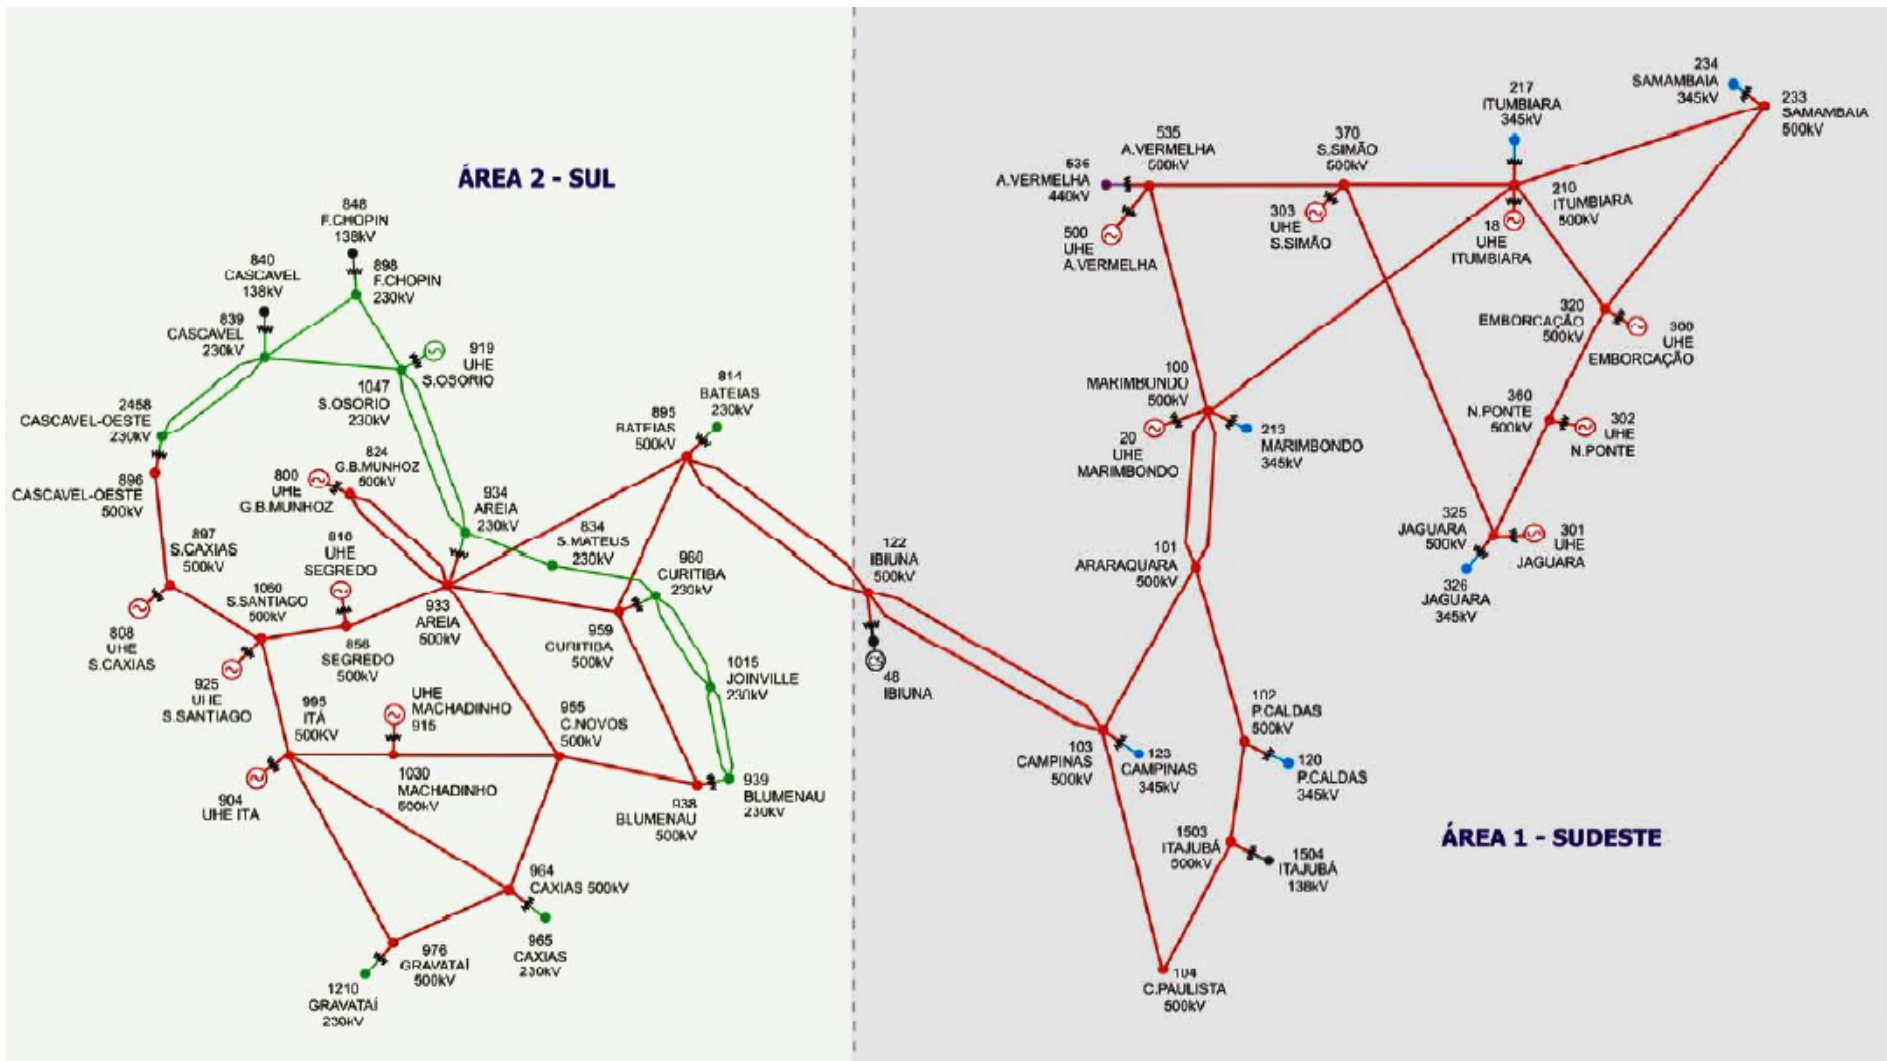 ÁREA 2 - SUL
848
F.CHOPIN
138kV
840
CASCAVEL
138kV
898
F.CHOPIN
230kV
839
CASCAVEL
230kV
919
UHE
S.OSORIO
1047
S.OSORIO
230kV
2458
CASCAVEL-OESTE
230kV
896
CASCAVEL-OESTE
500kV
824
G.B.MUNHOZ
500kV
800
UHE
G.B.MUNHOZ
814
BATEIAS
230kV
895
BATEIAS
500kV
934
AREIA
230kV
834
S.MATEUS
230kV
960
CURITIBA
230kV
897
S.CAXIAS
500kV
810
UHE
SEGREDO
1060
S.SANTIAGO
500kV
808
UHE
S.CAXIAS
856
SEGREDO
500kV
933
AREIA
500kV
959
CURITIBA
500kV
1015
JOINVILLE
230kV
925
UHE
S.SANTIAGO
995
ITÁ
500KV
UHE
MACHADINHO
915
955
C.NOVOS
500kV
904
UHE ITA
1030
MACHADINHO
500kV
938
BLUMENAU
500kV
939
BLUMENAU
230kV
964
CAXIAS 500kV
965
CAXIAS
230kV
976
GRAVATAÍ
500kV
1210
GRAVATAÍ
230kV
122
IBIUNA
500kV
48
IBIUNA
234
SAMAMBAIA
345kV
233
SAMAMBAIA
500kV
217
ITUMBIARA
345kV
535
A.VERMELHA
500kV
370
S.SIMÃO
500kV
536
A.VERMELHA
440kV
210
ITUMBIARA
500kV
303
UHE
S.SIMÃO
18
UHE
ITUMBIARA
500
UHE
A.VERMELHA
320
EMBORCAÇÃO
500kV
300
UHE
EMBORCAÇÃO
100
MARIMBONDO
500kV
360
N.PONTE
500kV
302
UHE
N.PONTE
20
UHE
MARIMBONDO
213
MARIMBONDO
345kV
325
JAGUARA
500kV
301
UHE
JAGUARA
326
JAGUARA
345kV
101
ARARAQUARA
500kV
102
P.CALDAS
500kV
103
CAMPINAS
500kV
123
CAMPINAS
345kV
120
P.CALDAS
345kV
1503
ITAJUBÁ
500kV
1504
ITAJUBÁ
138kV
ÁREA 1 - SUDESTE
104
C.PAULISTA
500kV